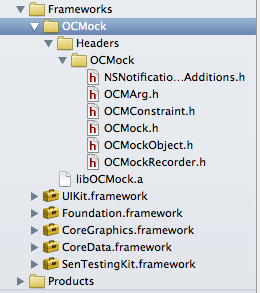 Frameworks
OCMock
Headers
OCMock
NSNotificatio...Additions.h
OCMArg.h
OCMConstraint.h
OCMock.h
OCMockObject.h
OCMockRecorder.h
libOCMock.a
UIKit.framework
Foundation.framework
CoreGraphics.framework
CoreData.framework
SenTestingKit.framework
Products